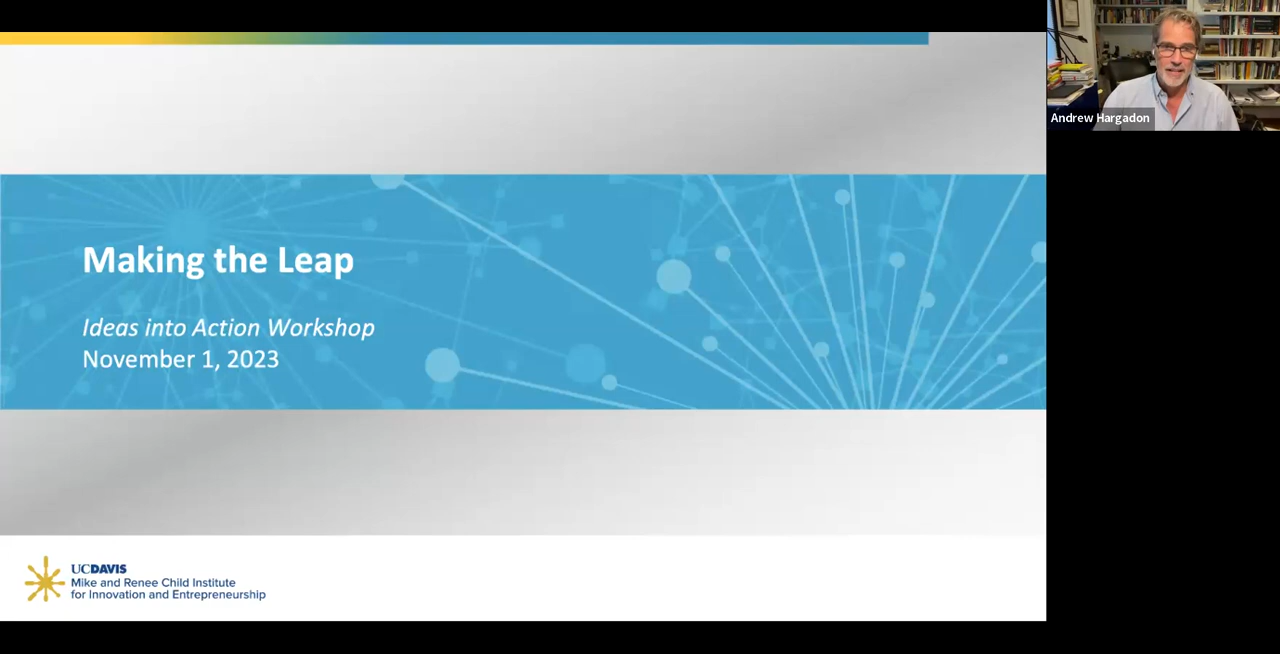 Making the Leap
Ideas into Action Workshop
November 1, 2023
UCDAVIS
Mike and Renee Child Institute
for Innovation and Entrepreneurship
Andrew Hargadon